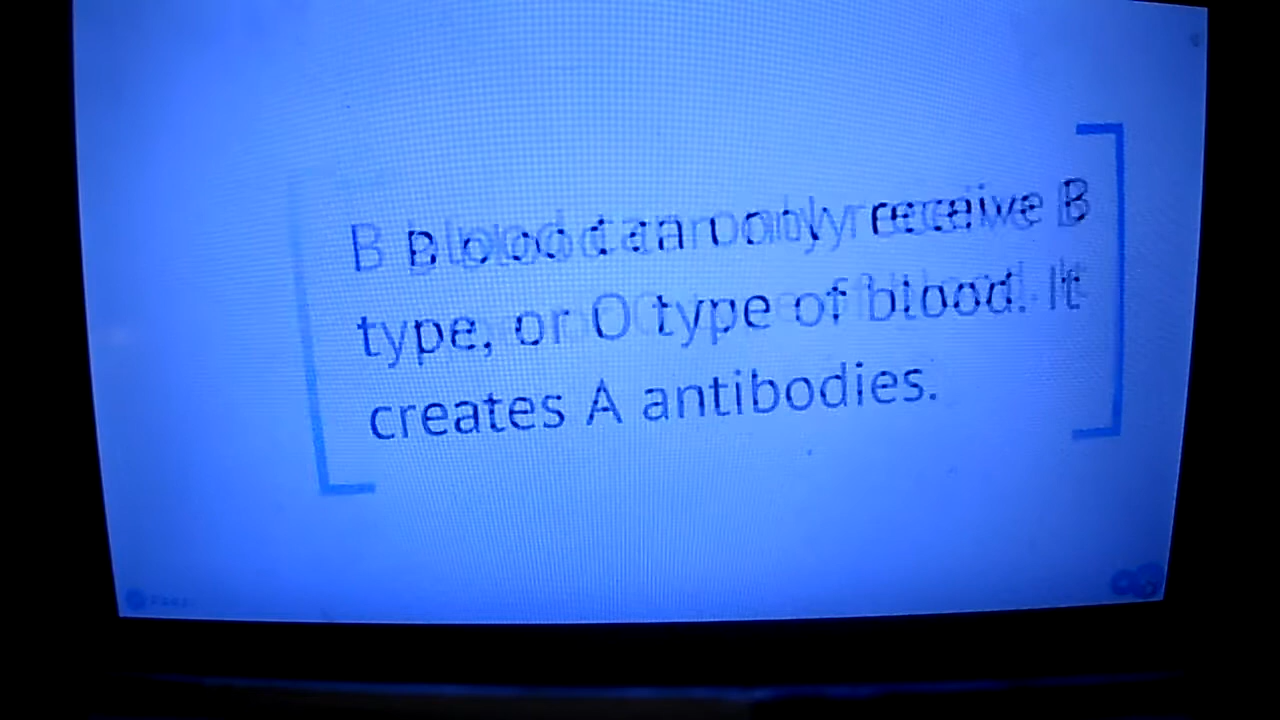 B Blood can only receive B
type, or O type of blood. It
creates A antibodies.